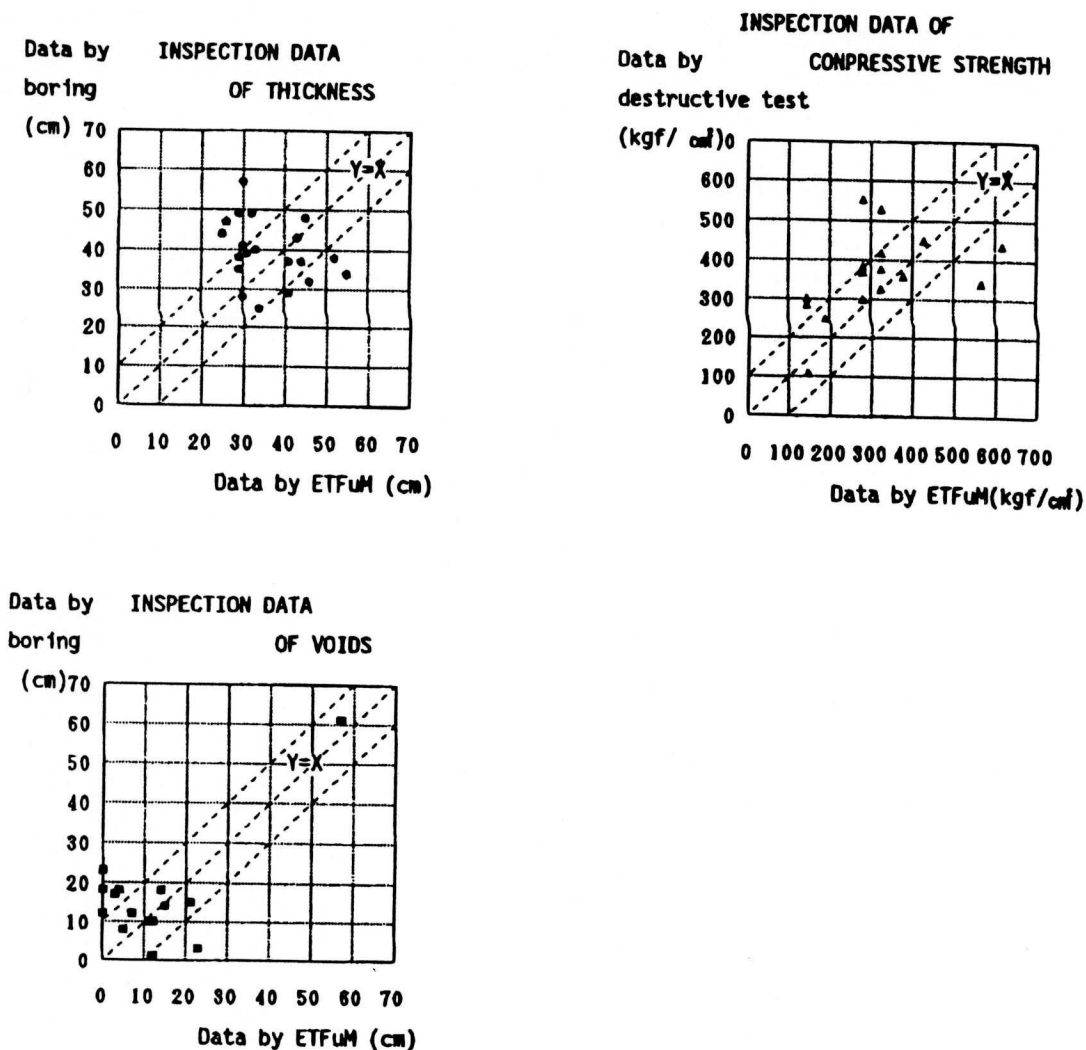 Data by INSPECTION DATA
boring OF THICKNESS
(cm) 70
60
50
40
30
20
10
0
Y=X
0 10 20 30 40 50 60 70
Data by ETFuM (cm)
INSPECTION DATA OF
Data by CONPRESSIVE STRENGTH
destructive test
(kgf/ ㎠) 0
600
500
400
300
200
100
0
Y=X
0 100 200 300 400 500 600 700
Data by ETFuM(kgf/㎠)
Data by INSPECTION DATA
boring OF VOIDS
(cm) 70
60
50
40
30
20
10
0
Y=X
0 10 20 30 40 50 60 70
Data by ETFuM (cm)